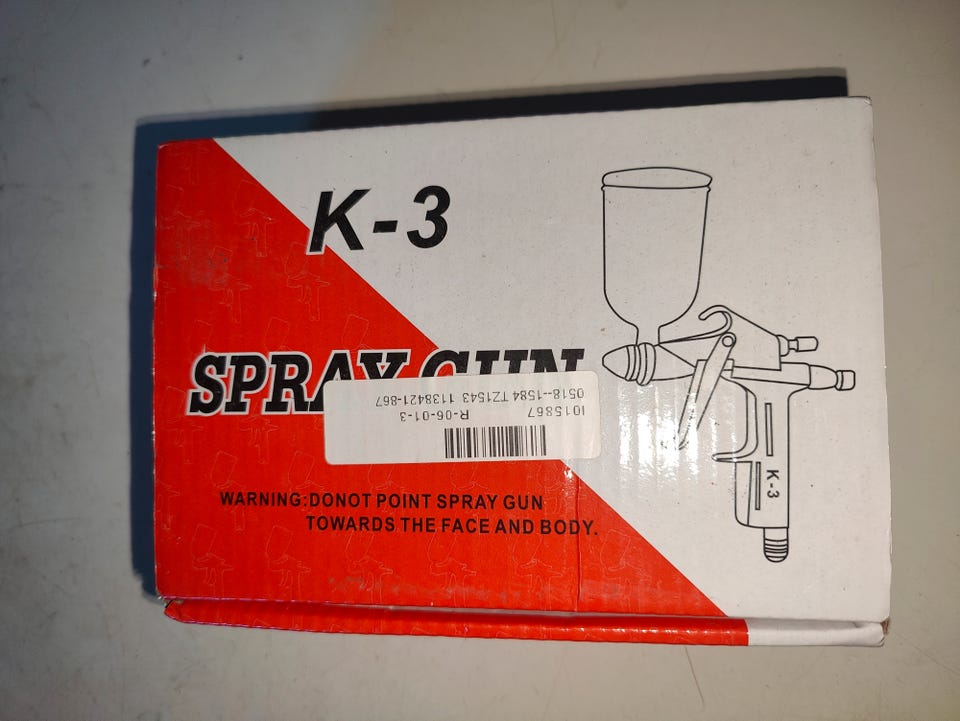 K-3
SPRAY GUN
I015867
R-06-01-3
0518--1584 TZ1543 1138421-867
WARNING:DONOT POINT SPRAY GUN
TOWARDS THE FACE AND BODY.
K-3